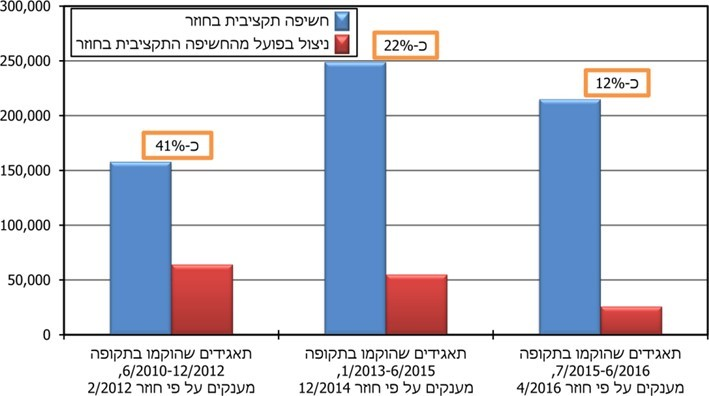 300,000
250,000
200,000
150,000
100,000
50,000
0
חשיפה תקציבית בחוזר
ניצול בפועל מהחשיפה התקציבית בחוזר
כ-41%
כ-22%
כ-12%
תאגידים שהוקמו בתקופה
6/2010-12/2012,
מענקים על פי חוזר 2/2012
תאגידים שהוקמו בתקופה
1/2013-6/2015,
מענקים על פי חוזר 12/2014
תאגידים שהוקמו בתקופה
7/2015-6/2016,
מענקים על פי חוזר 4/2016